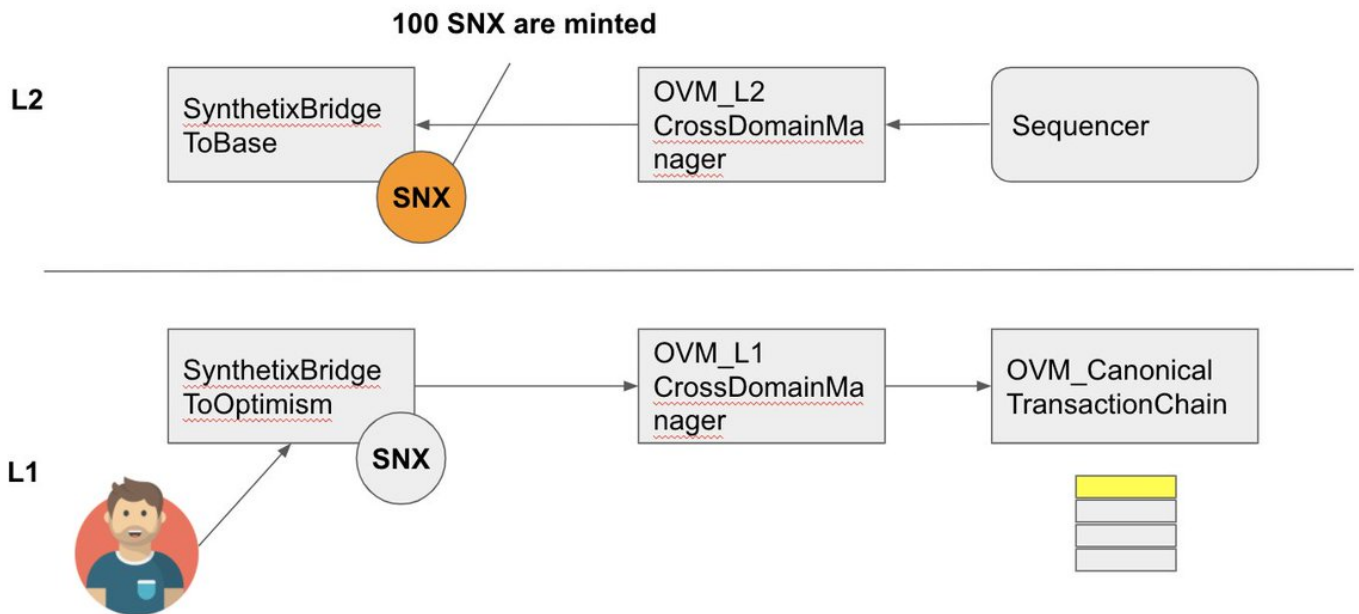 100 SNX are minted
L2
SynthetixBridge
ToBase
OVM_L2
CrossDomainMa
nager
Sequencer
SNX
SynthetixBridge
ToOptimism
OVM_L1
CrossDomainMa
nager
OVM_Canonical
TransactionChain
SNX
L1